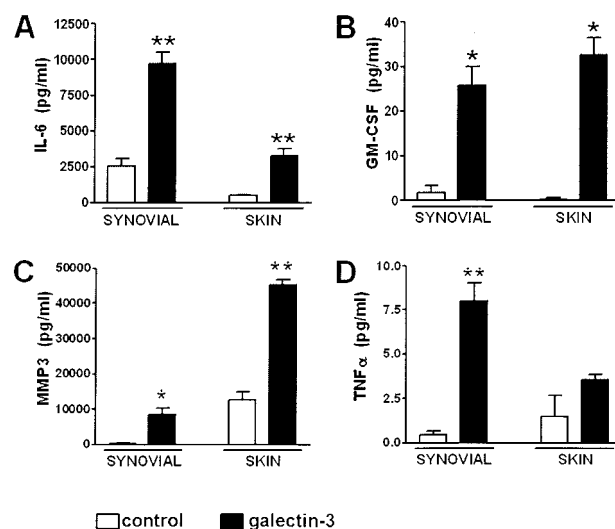 A
IL-6 (pg/ml)
12500
10000
7500
5000
2500
0
**
**
SYNOVIAL SKIN
B
GM-CSF (pg/ml)
40
30
20
10
0
*
*
SYNOVIAL SKIN
C
MMP3 (pg/ml)
50000
40000
30000
20000
10000
0
*
**
SYNOVIAL SKIN
D
TNFα (pg/ml)
10.0
7.5
5.0
2.5
0.0
**
SYNOVIAL SKIN
control galectin-3